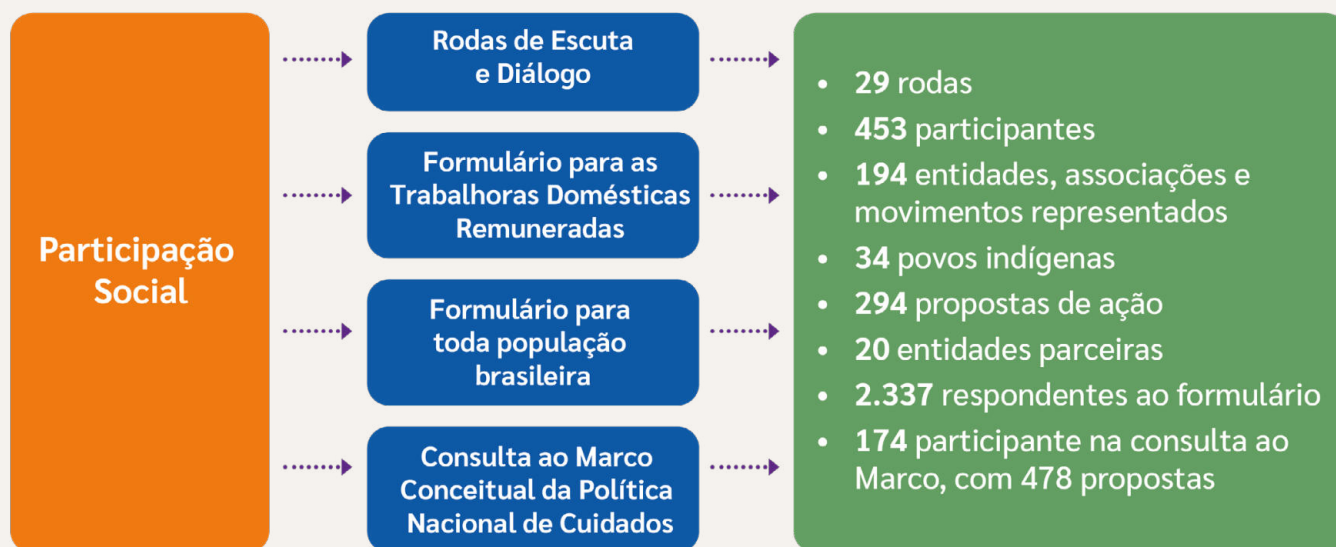 Participação
Social
Rodas de Escuta
e Diálogo
Formulário para as
Trabalhoras Domésticas
Remuneradas
Formulário para
toda população
brasileira
Consulta ao Marco
Conceitual da Política
Nacional de Cuidados
• 29 rodas
• 453 participantes
• 194 entidades, associações e
movimentos representados
• 34 povos indígenas
• 294 propostas de ação
• 20 entidades parceiras
• 2.337 respondentes ao formulário
• 174 participante na consulta ao
Marco, com 478 propostas